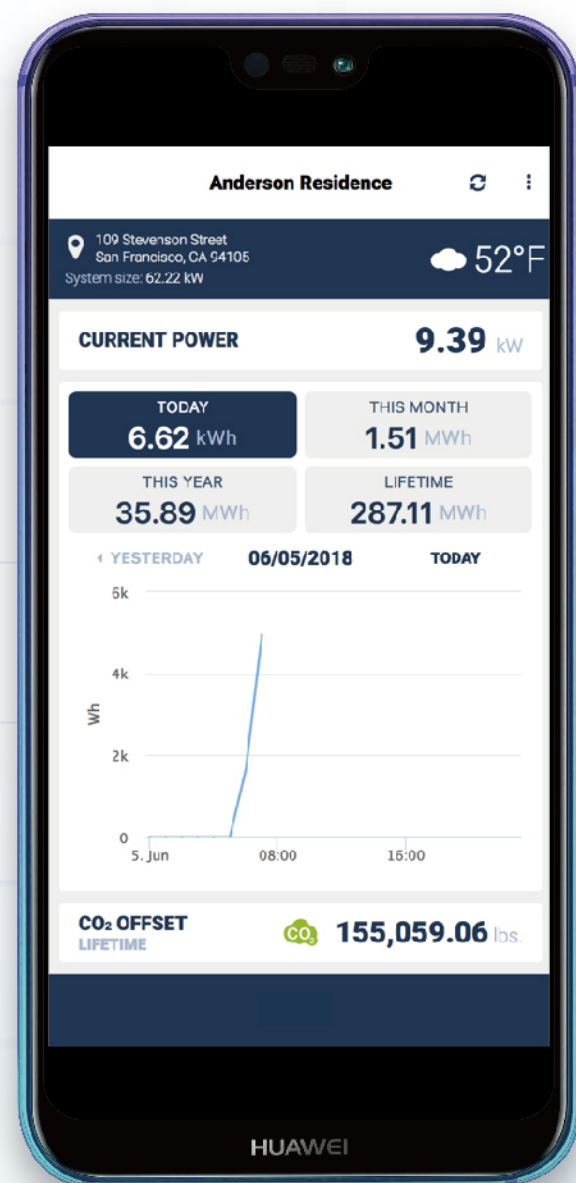 Anderson Residence
109 Stevenson Street
San Francisco, CA 94105
52°F
System size: 62.22 kW
CURRENT POWER 9.39 kW
TODAY
6.62 kWh
THIS MONTH
1.51 MWh
THIS YEAR
35.89 MWh
LIFETIME
287.11 MWh
YESTERDAY 06/05/2018 TODAY
6k
4k
Wh
2k
0
5. Jun 08:00 16:00
CO₂ OFFSET
LIFETIME
CO₂ 155,059.06 lbs.
HUAWEI